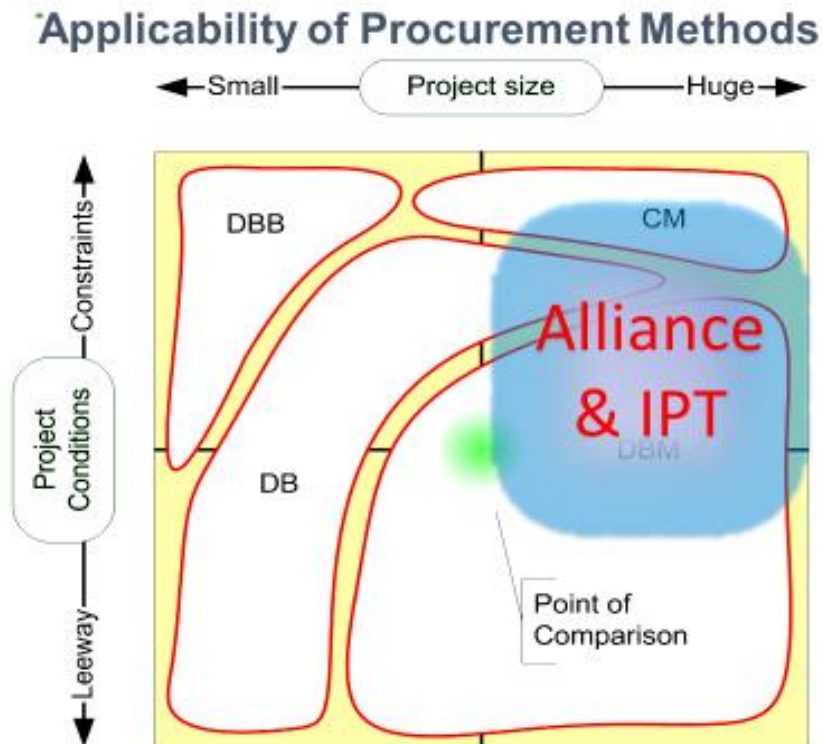 Applicability of Procurement Methods
Small
Project size
Huge
Constraints
Project
Conditions
Leeway
DBB
CM
Alliance
& IPT
DBM
DB
Point of
Comparison